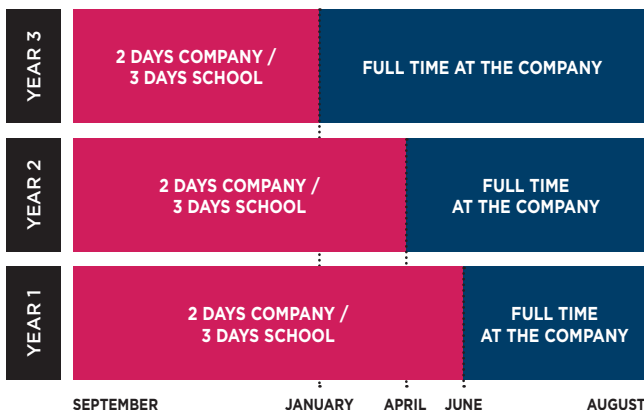 YEAR 3
2 DAYS COMPANY /
3 DAYS SCHOOL
FULL TIME AT THE COMPANY
YEAR 2
2 DAYS COMPANY /
3 DAYS SCHOOL
FULL TIME
AT THE COMPANY
YEAR 1
2 DAYS COMPANY /
3 DAYS SCHOOL
FULL TIME
AT THE COMPANY
SEPTEMBER JANUARY APRIL JUNE AUGUST